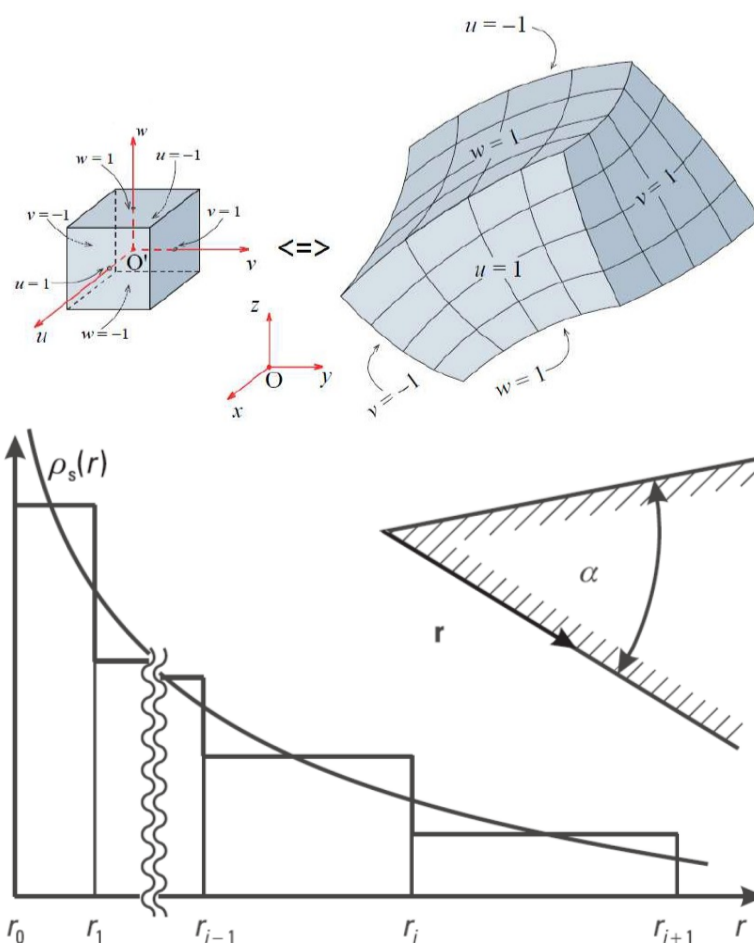 u = −1
w
w = 1
u = −1
v = −1
v = 1
O'
v
u = 1
w = −1
u
<=>
w = 1
v = 1
u = 1
v = −1
w = 1
z
O
y
x
ρs(r)
α
r
r0
r1
ri−1
ri
ri+1
r